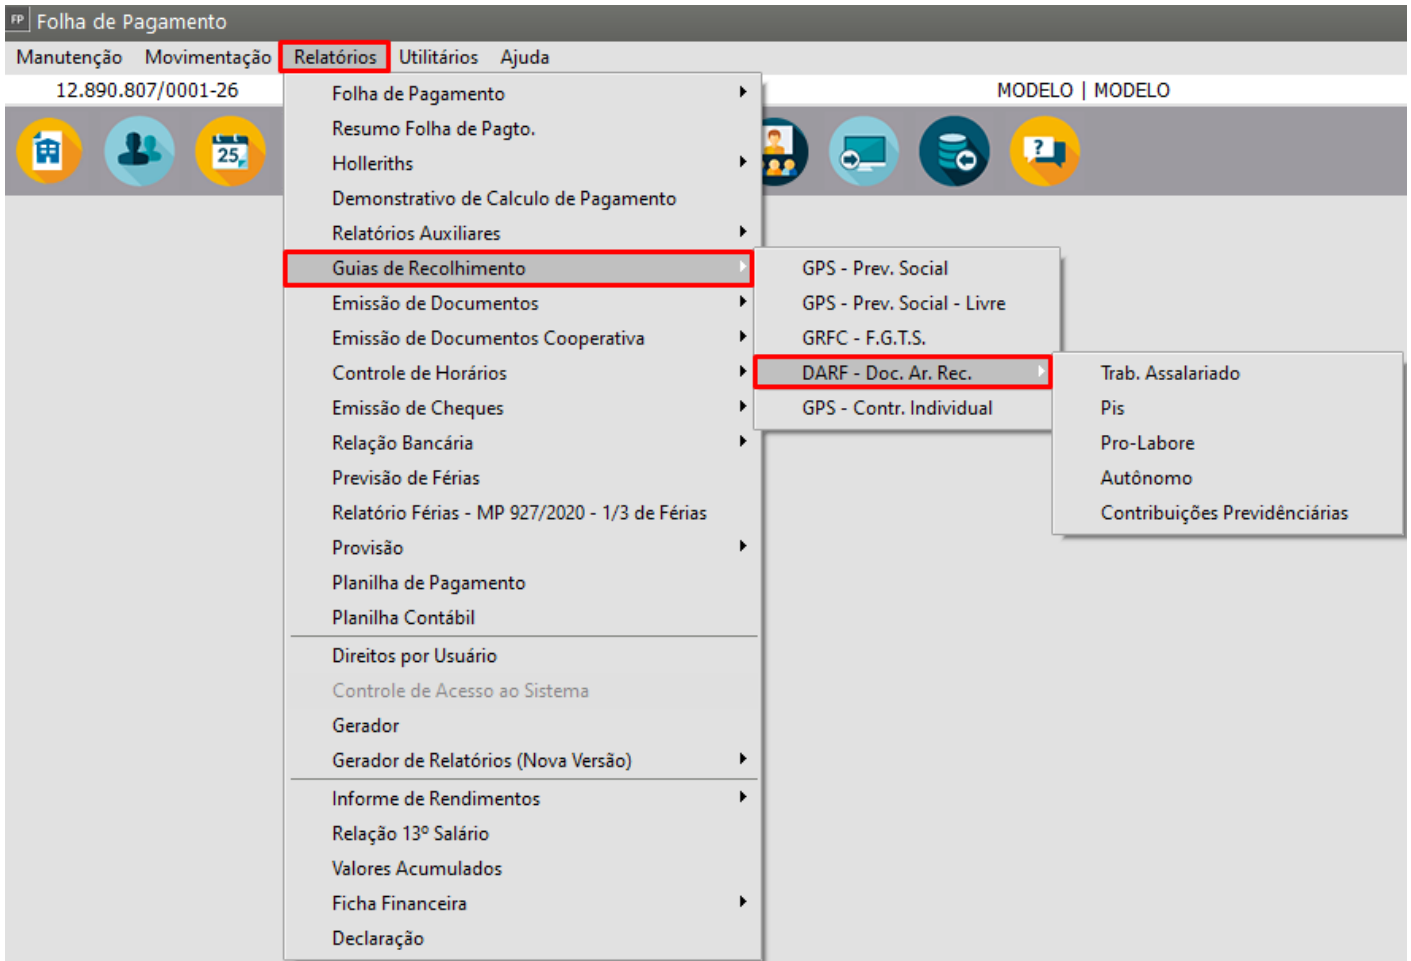 FP Folha de Pagamento
Manutenção Movimentação Relatórios Utilitários Ajuda
12.890.807/0001-26 MODELO | MODELO
25
?
Folha de Pagamento
Resumo Folha de Pagto.
Holleriths
Demonstrativo de Calculo de Pagamento
Relatórios Auxiliares
Guias de Recolhimento
Emissão de Documentos
Emissão de Documentos Cooperativa
Controle de Horários
Emissão de Cheques
Relação Bancária
Previsão de Férias
Relatório Férias - MP 927/2020 - 1/3 de Férias
Provisão
Planilha de Pagamento
Planilha Contábil
Direitos por Usuário
Controle de Acesso ao Sistema
Gerador
Gerador de Relatórios (Nova Versão)
Informe de Rendimentos
Relação 13º Salário
Valores Acumulados
Ficha Financeira
Declaração
GPS - Prev. Social
GPS - Prev. Social - Livre
GRFC - F.G.T.S.
DARF - Doc. Ar. Rec.
GPS - Contr. Individual
Trab. Assalariado
Pis
Pro-Labore
Autônomo
Contribuições Previdênciárias